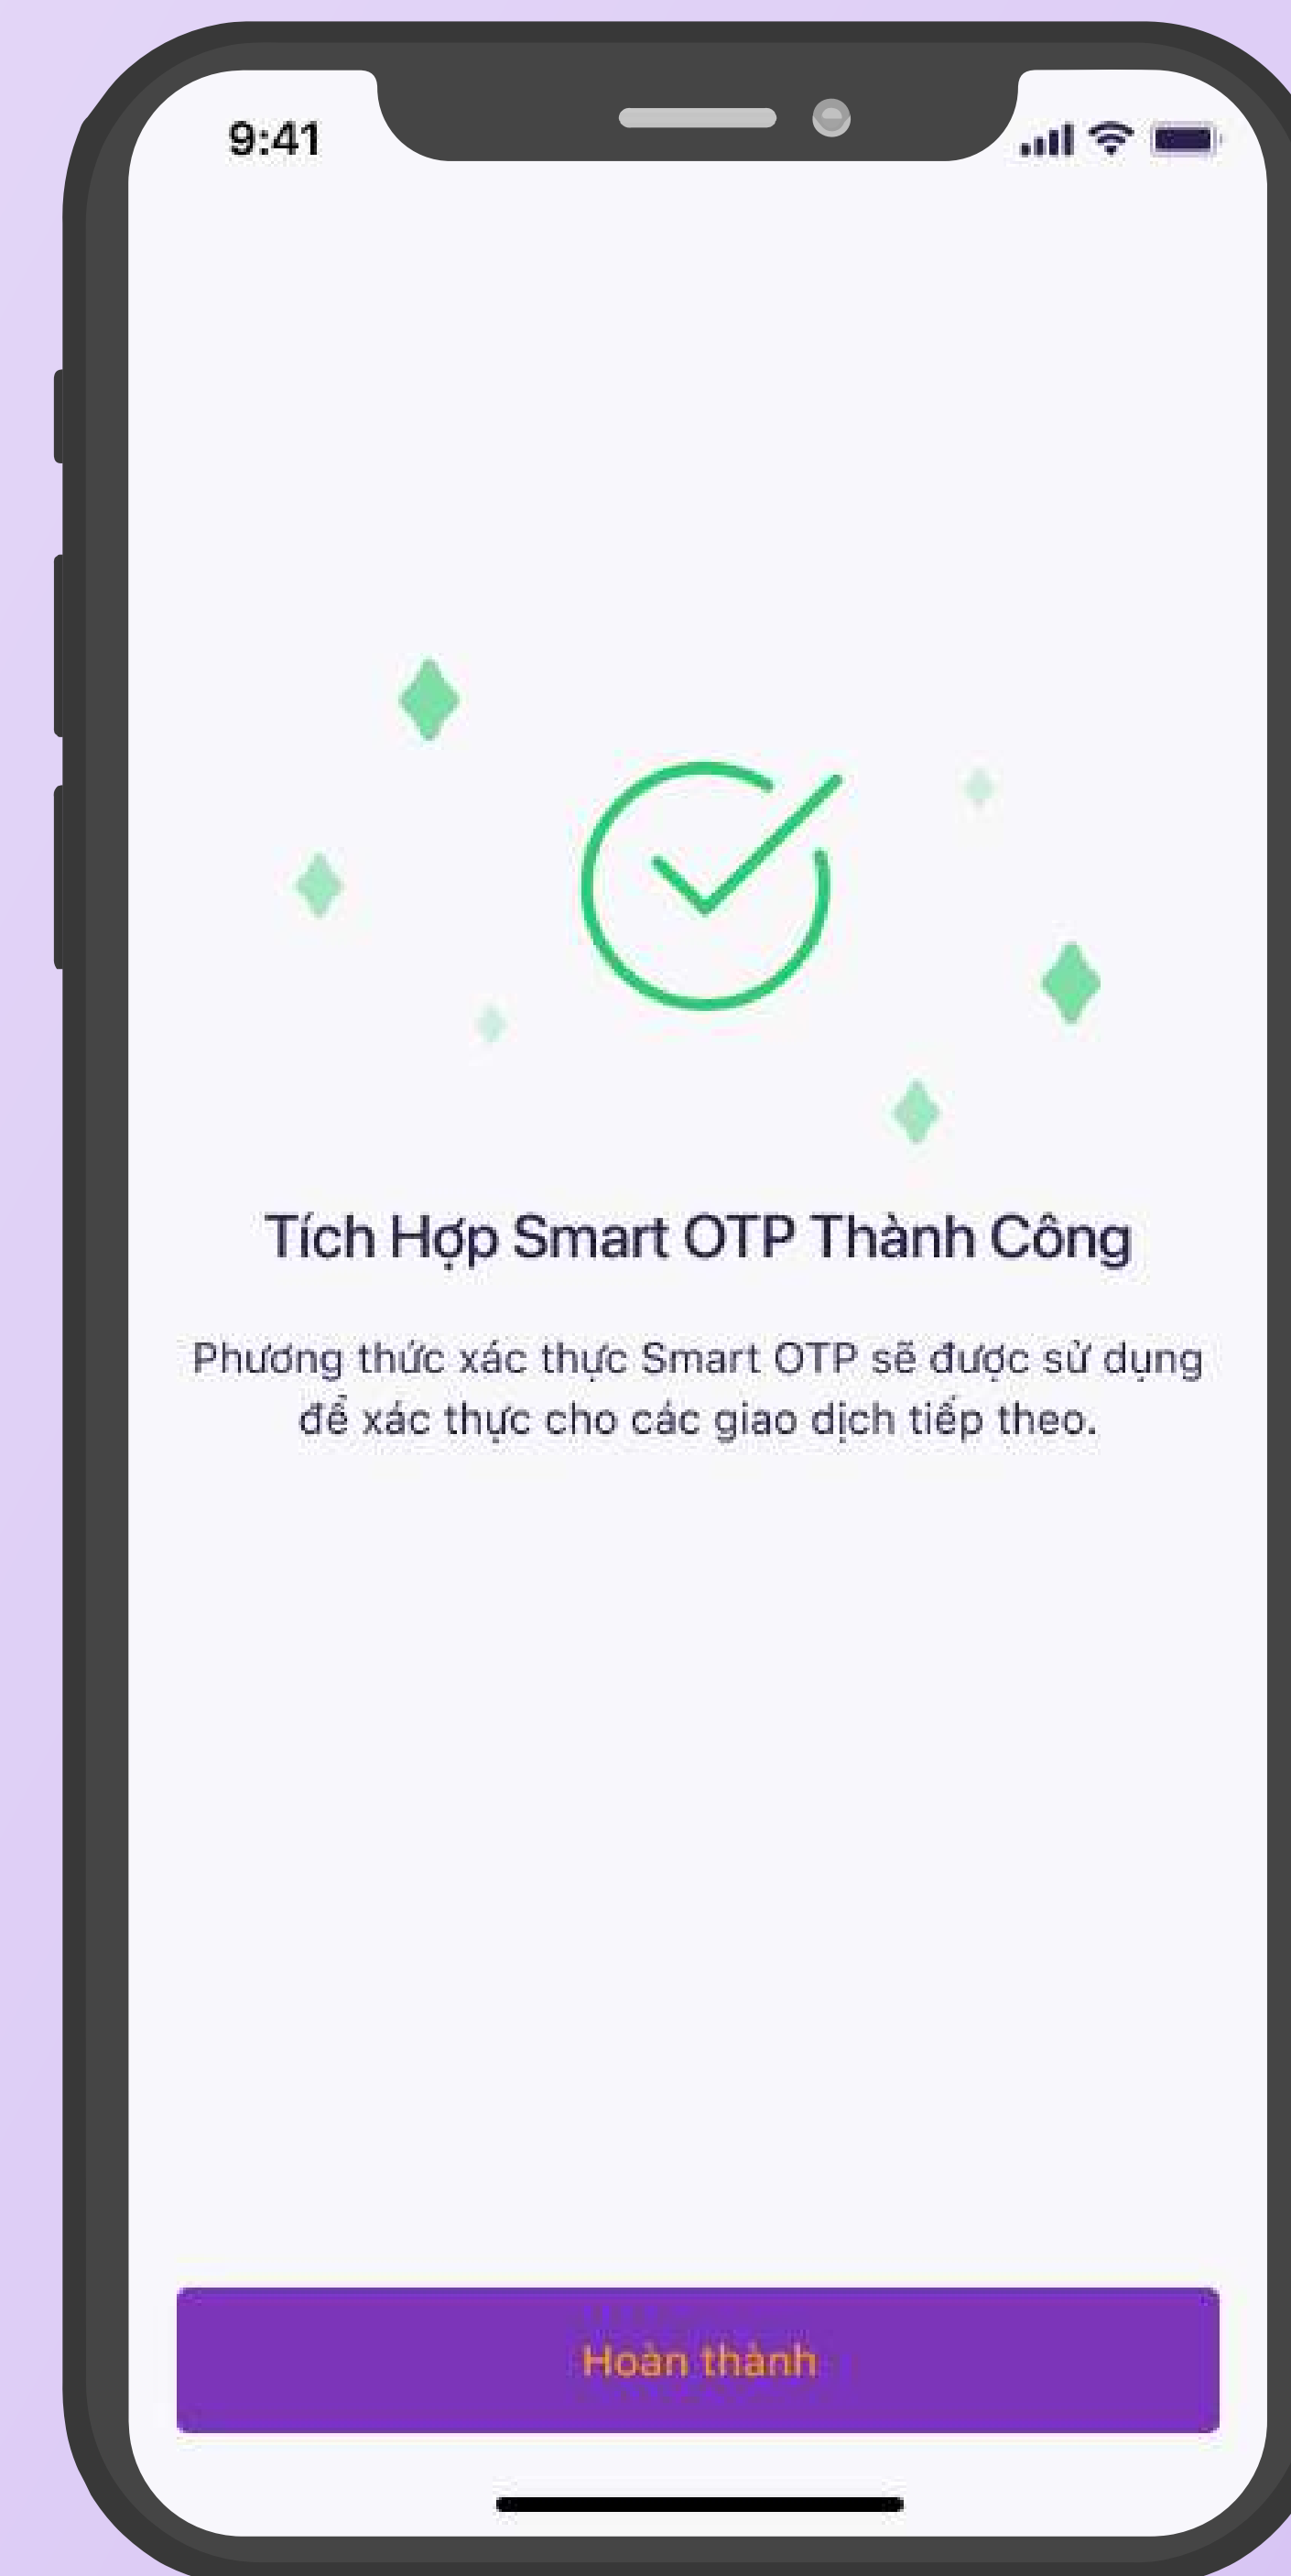 9:41
Tích Hợp Smart OTP Thành Công
Phương thức xác thực Smart OTP sẽ được sử dụng
để xác thực cho các giao dịch tiếp theo.
Hoàn thành